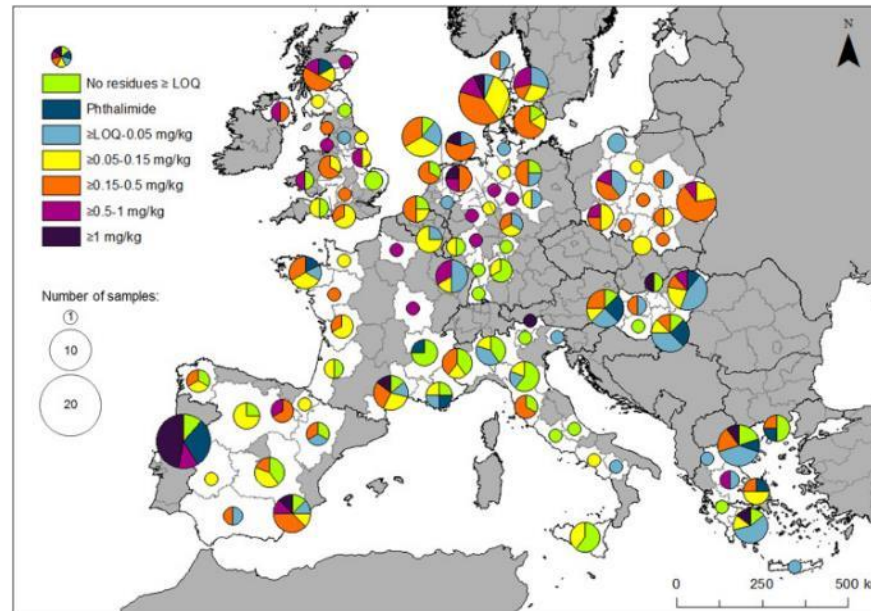 N
No residues ≥ LOQ
Phthalimide
≥LOQ-0.05 mg/kg
≥0.05-0.15 mg/kg
≥0.15-0.5 mg/kg
≥0.5-1 mg/kg
≥1 mg/kg
Number of samples:
1
10
20
0 250 500 k